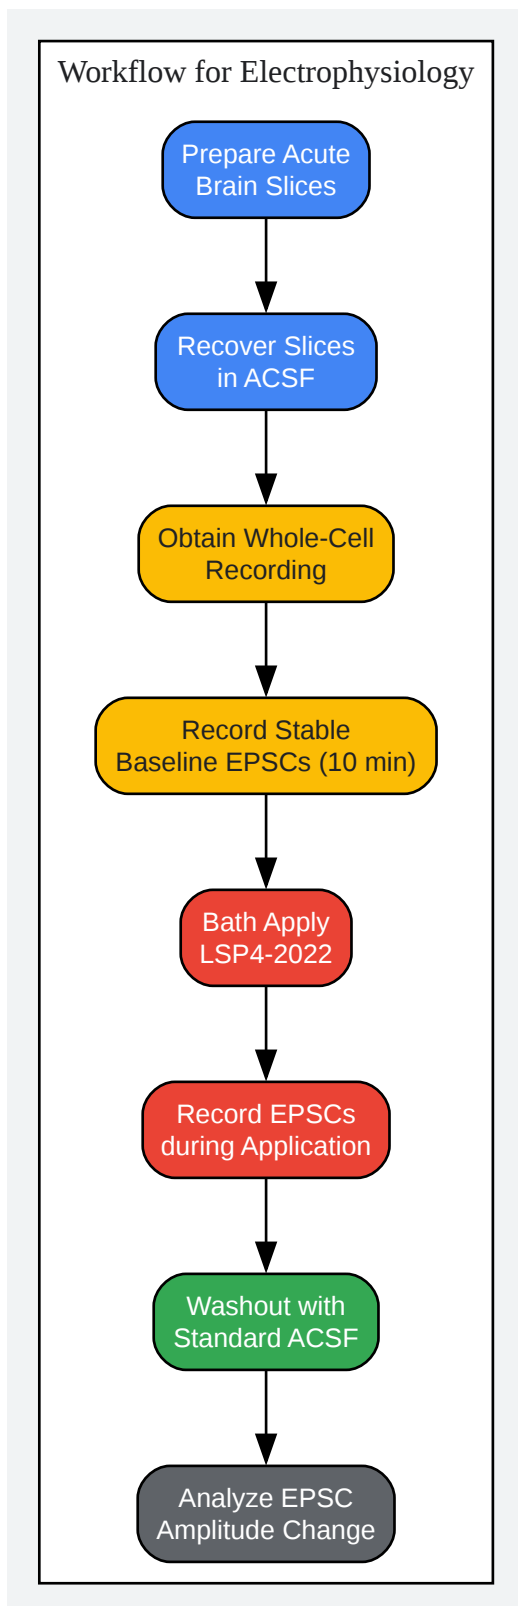 Workflow for Electrophysiology
Prepare Acute
Brain Slices
Recover Slices
in ACSF
Obtain Whole-Cell
Recording
Record Stable
Baseline EPSCs (10 min)
Bath Apply
LSP4-2022
Record EPSCs
during Application
Washout with
Standard ACSF
Analyze EPSC
Amplitude Change